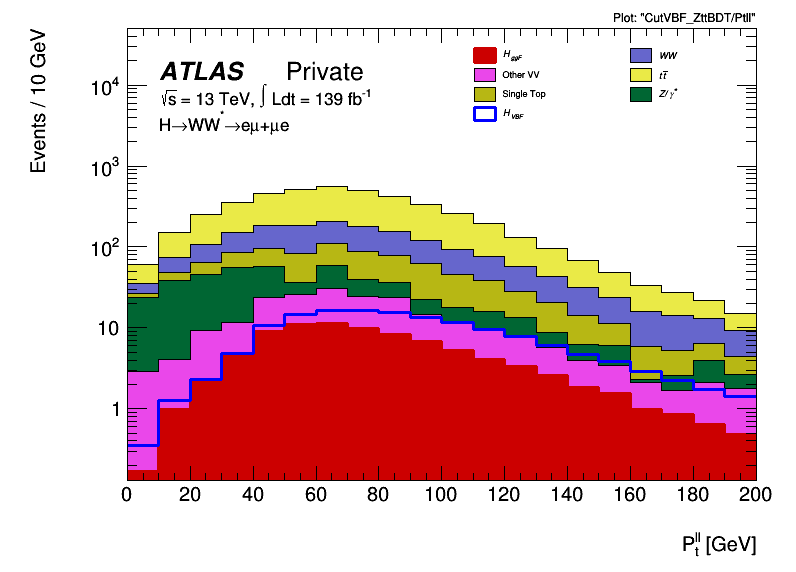 Plot: "CutVBF_ZttBDT/Ptll"
Events / 10 GeV
ATLAS Private
√s = 13 TeV, ∫ Ldt = 139 fb⁻¹
H→WW*→eμ+μe
H_ggF
WW
Other VV
tt̅
Single Top
Z/γ*
H_VBF
10⁴
10³
10²
10
1
0 20 40 60 80 100 120 140 160 180 200
P_t^ll [GeV]